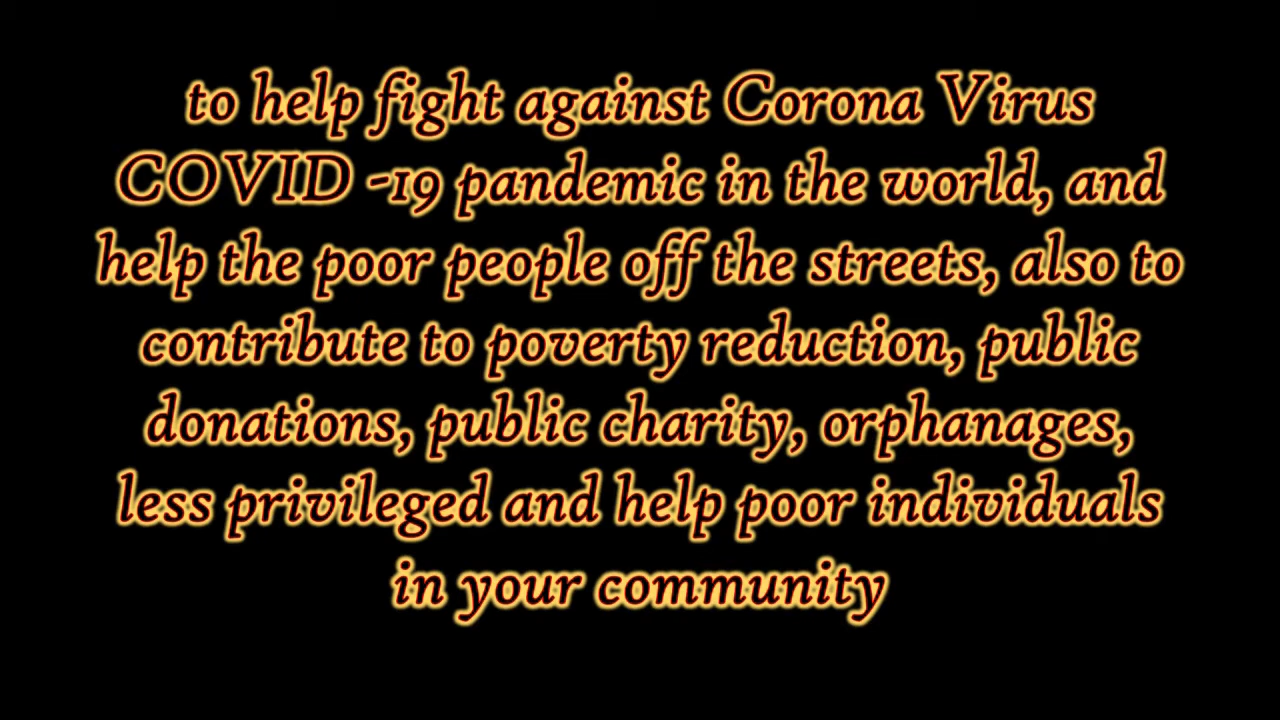 to help fight against Corona Virus
COVID -19 pandemic in the world, and
help the poor people off the streets, also to
contribute to poverty reduction, public
donations, public charity, orphanages,
less privileged and help poor individuals
in your community